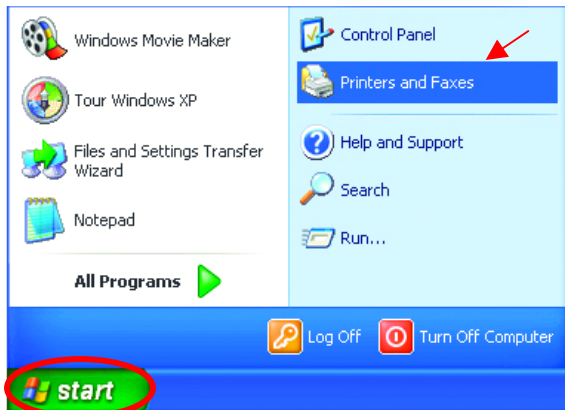 Windows Movie Maker
Tour Windows XP
Files and Settings Transfer
Wizard
Notepad
All Programs
Control Panel
Printers and Faxes
Help and Support
Search
Run...
Log Off
Turn Off Computer
start